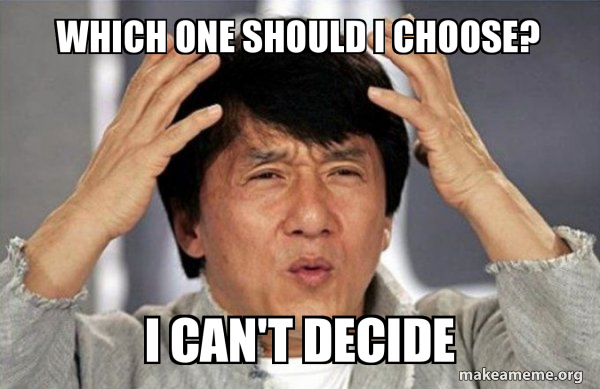 WHICH ONE SHOULD I CHOOSE?
I CAN'T DECIDE
makeameme.org